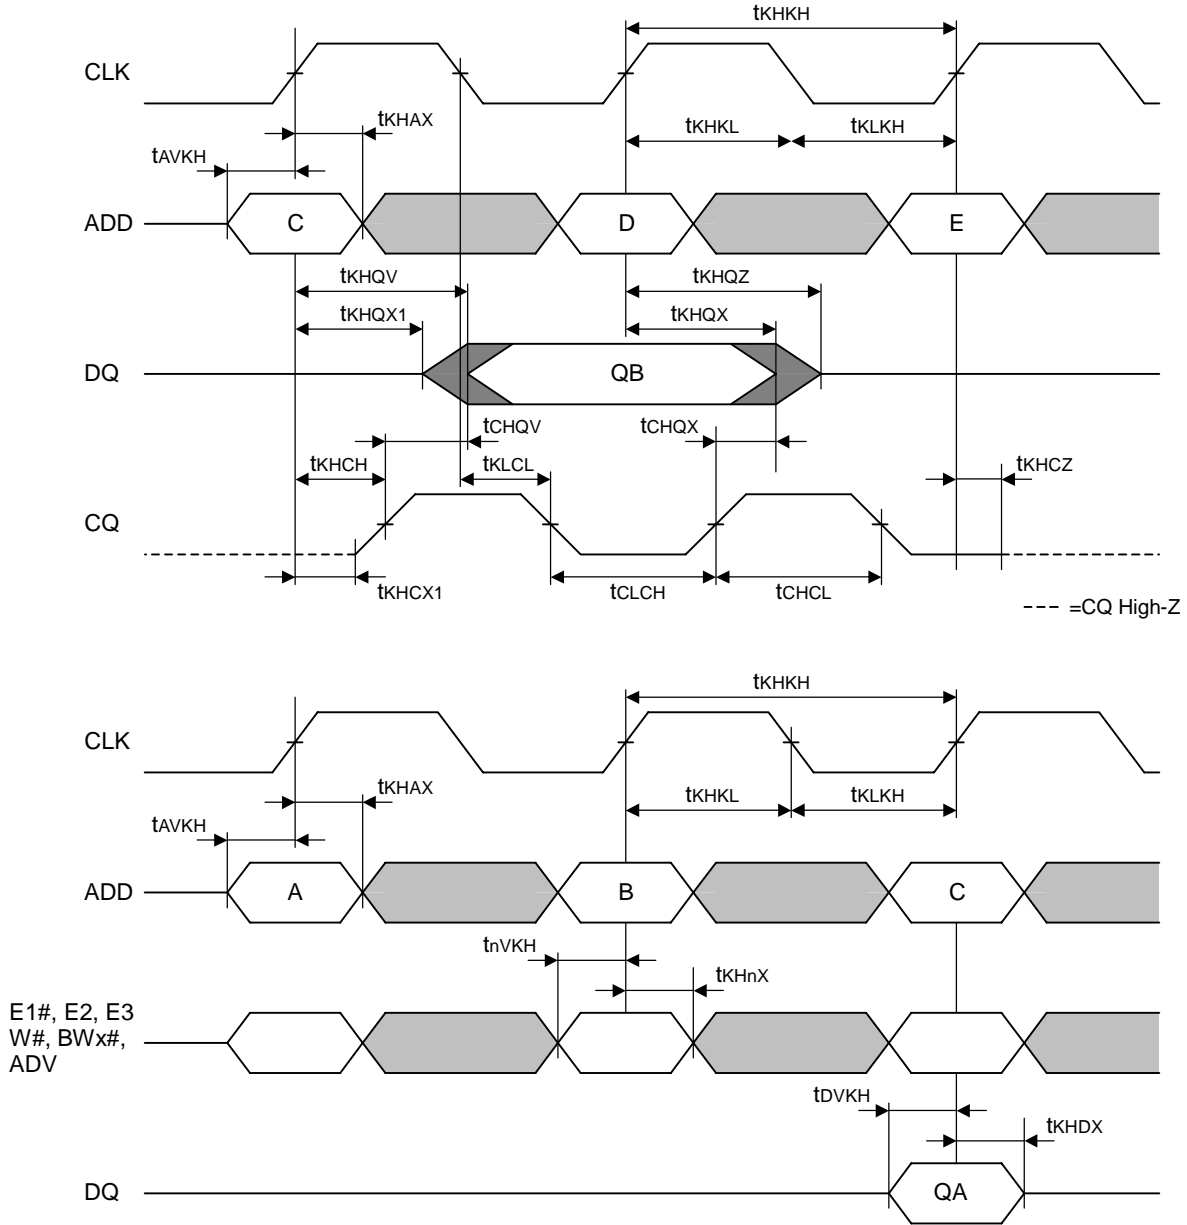 tKHKH
CLK
tKHAX
tKHKL
tKLKH
tAVKH
ADD
C
D
E
tKHQV
tKHQZ
tKHQX1
tKHQX
DQ
QB
tCHQV
tCHQX
tKHCH
tKLCL
tKHCZ
CQ
tKHCX1
tCLCH
tCHCL
=CQ High-Z
tKHKH
CLK
tKHAX
tKHKL
tKLKH
tAVKH
ADD
A
B
C
tnVKH
tKHnX
E1#, E2, E3
W#, BWx#,
ADV
tDVKH
tKHDX
DQ
QA